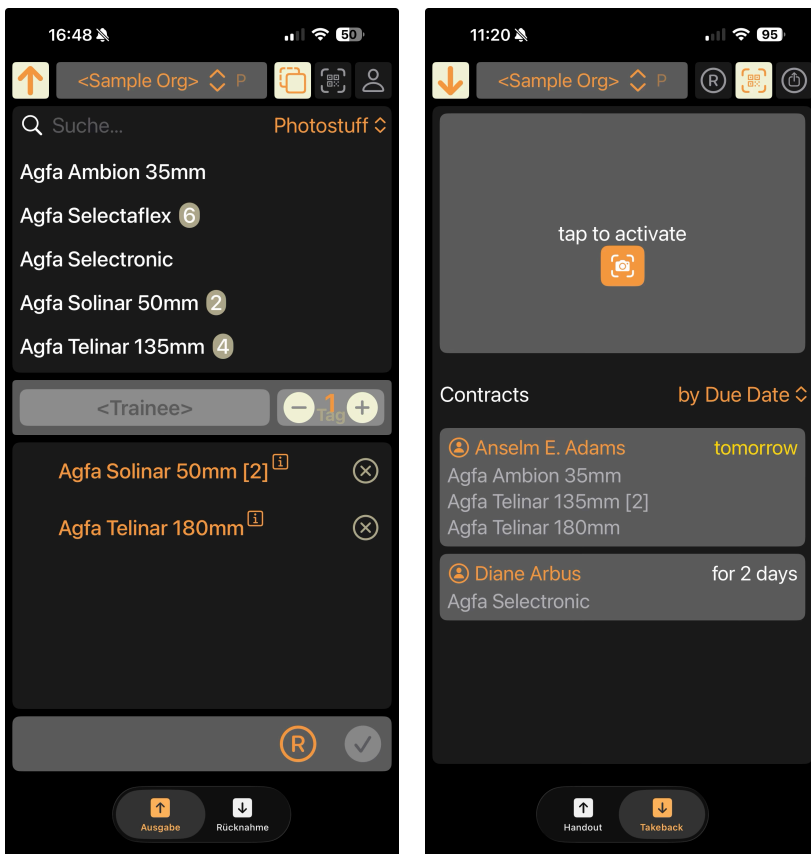 16:48
50
<Sample Org> P
Suche...
Photostuff
Agfa Ambion 35mm
Agfa Selectaflex 6
Agfa Selectronic
Agfa Solinar 50mm 2
Agfa Telinar 135mm 4
<Trainee>
1
Tag
Agfa Solinar 50mm [2] i
Agfa Telinar 180mm i
R
Ausgabe
Rücknahme
11:20
95
<Sample Org> P
R
tap to activate
Contracts
by Due Date
Anselm E. Adams
tomorrow
Agfa Ambion 35mm
Agfa Telinar 135mm [2]
Agfa Telinar 180mm
Diane Arbus
for 2 days
Agfa Selectronic
Handout
Takeback